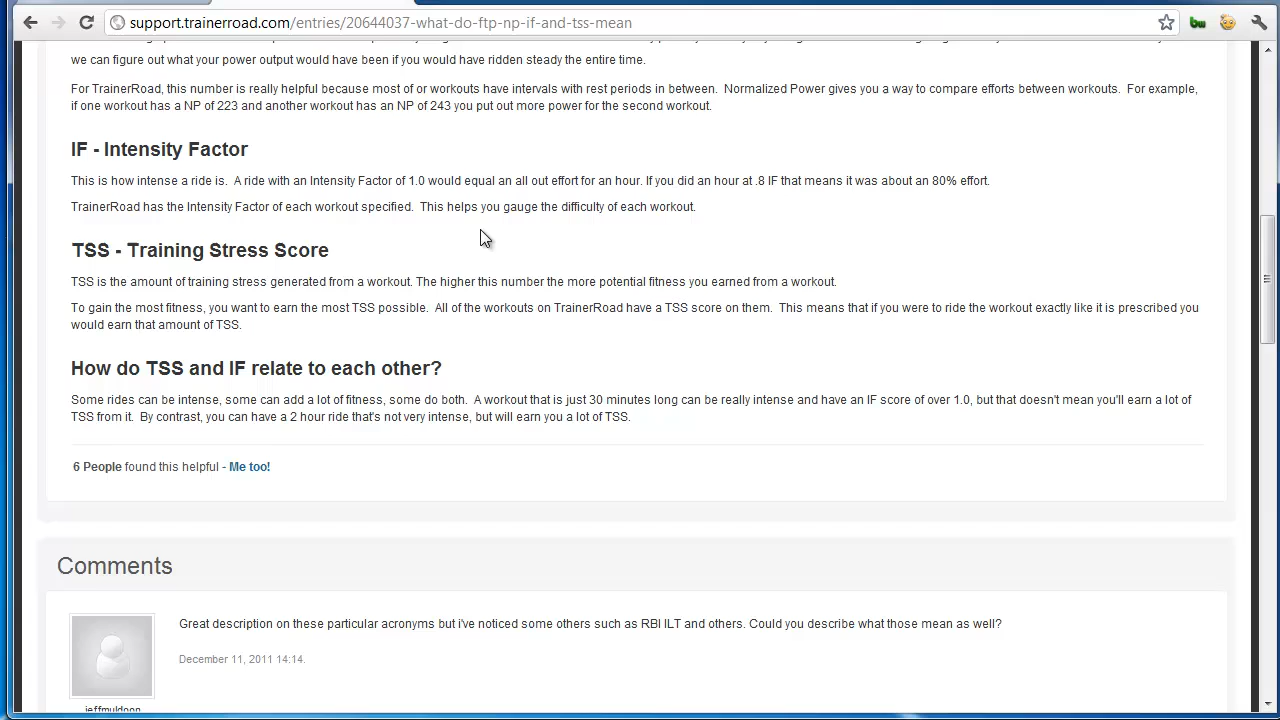 support.trainerroad.com/entries/20644037-what-do-ftp-np-if-and-tss-mean
we can figure out what your power output would have been if you would have ridden steady the entire time.
For TrainerRoad, this number is really helpful because most of or workouts have intervals with rest periods in between.  Normalized Power gives you a way to compare efforts between workouts.  For example,
if one workout has a NP of 223 and another workout has an NP of 243 you put out more power for the second workout.
IF - Intensity Factor
This is how intense a ride is.  A ride with an Intensity Factor of 1.0 would equal an all out effort for an hour. If you did an hour at .8 IF that means it was about an 80% effort.
TrainerRoad has the Intensity Factor of each workout specified.  This helps you gauge the difficulty of each workout.
TSS - Training Stress Score
TSS is the amount of training stress generated from a workout. The higher this number the more potential fitness you earned from a workout.
To gain the most fitness, you want to earn the most TSS possible.  All of the workouts on TrainerRoad have a TSS score on them.  This means that if you were to ride the workout exactly like it is prescribed you
would earn that amount of TSS.
How do TSS and IF relate to each other?
Some rides can be intense, some can add a lot of fitness, some do both.  A workout that is just 30 minutes long can be really intense and have an IF score of over 1.0, but that doesn't mean you'll earn a lot of
TSS from it.  By contrast, you can have a 2 hour ride that's not very intense, but will earn you a lot of TSS.
6 People found this helpful - Me too!
Comments
Great description on these particular acronyms but i've noticed some others such as RBI ILT and others. Could you describe what those mean as well?
December 11, 2011 14:14.
jeffmuldoon